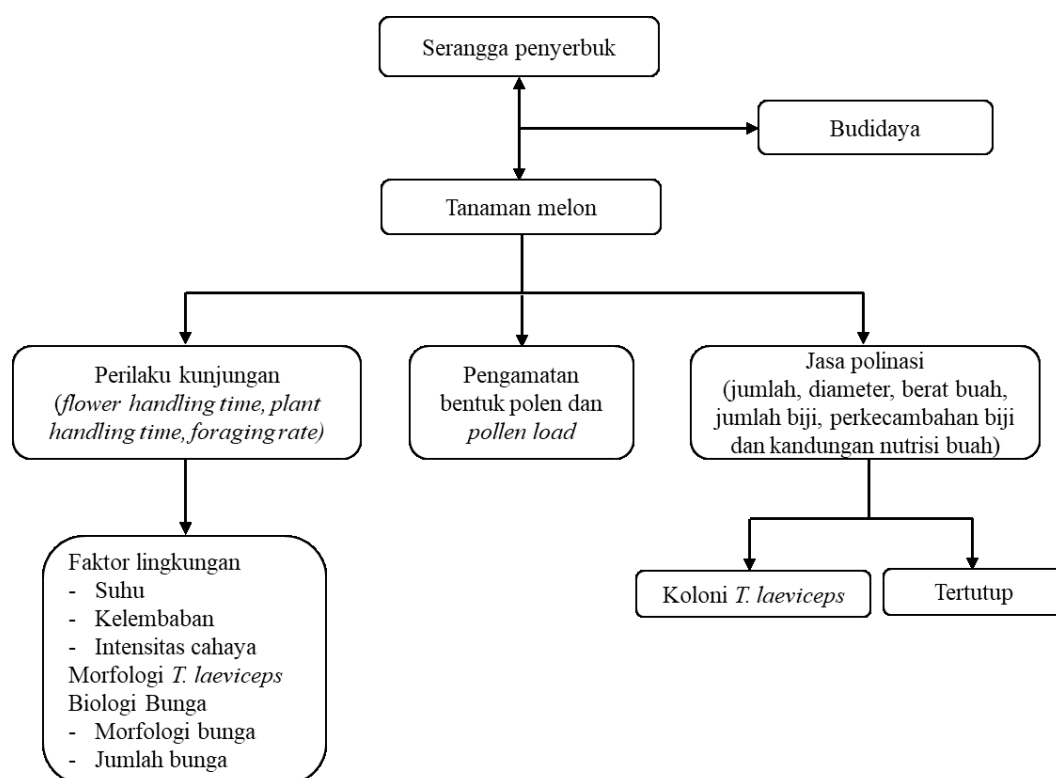 Serangga penyerbuk
Budidaya
Tanaman melon
Perilaku kunjungan
(flower handling time, plant
handling time, foraging rate)
Pengamatan
bentuk polen dan
pollen load
Jasa polinasi
(jumlah, diameter, berat buah,
jumlah biji, perkecambahan biji
dan kandungan nutrisi buah)
Faktor lingkungan
- Suhu
- Kelembaban
- Intensitas cahaya
Morfologi T. laeviceps
Biologi Bunga
- Morfologi bunga
- Jumlah bunga
Koloni T. laeviceps
Tertutup